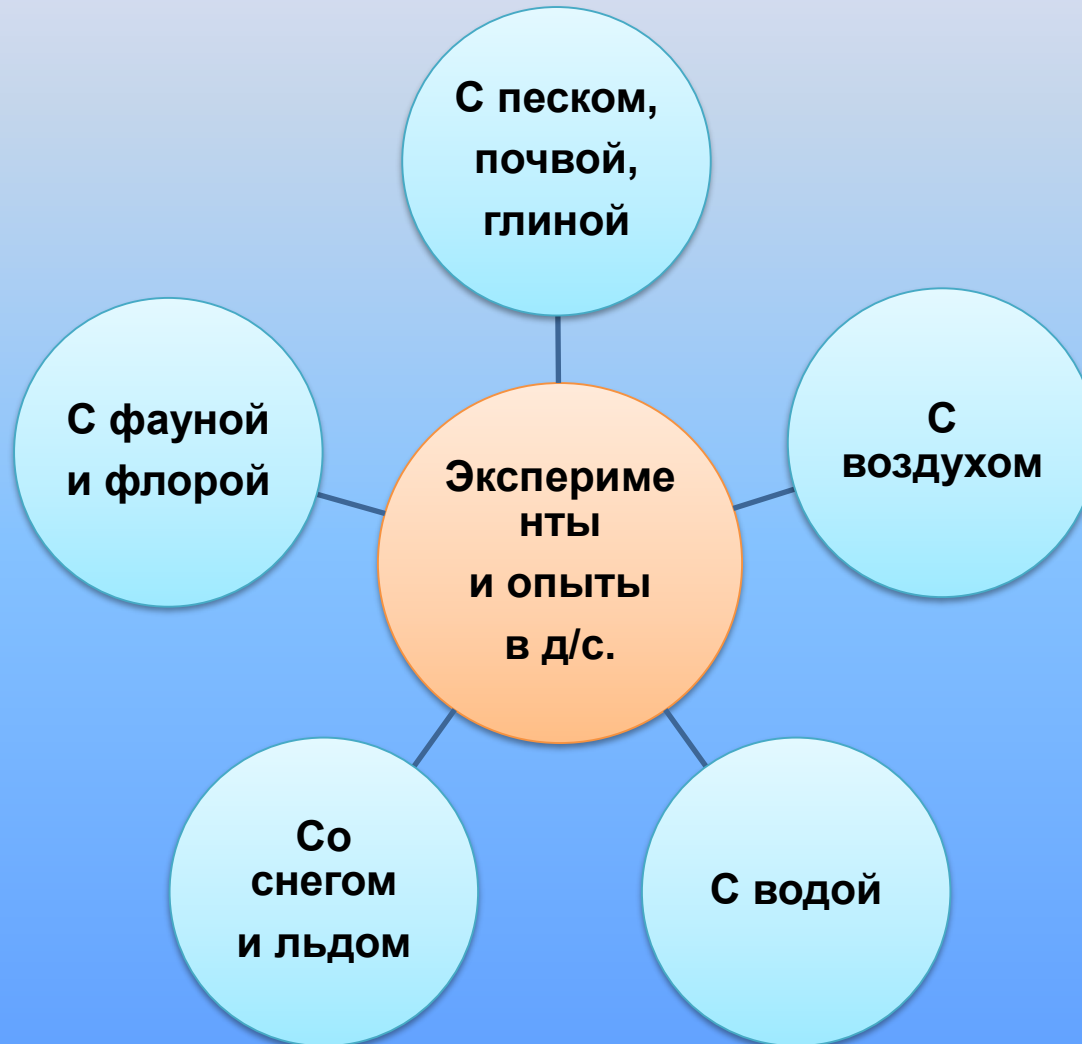 С песком,
почвой,
глиной
С фауной
и флорой
С
воздухом
Экспериме
нты
и опыты
в д/с.
Со
снегом
и льдом
С водой